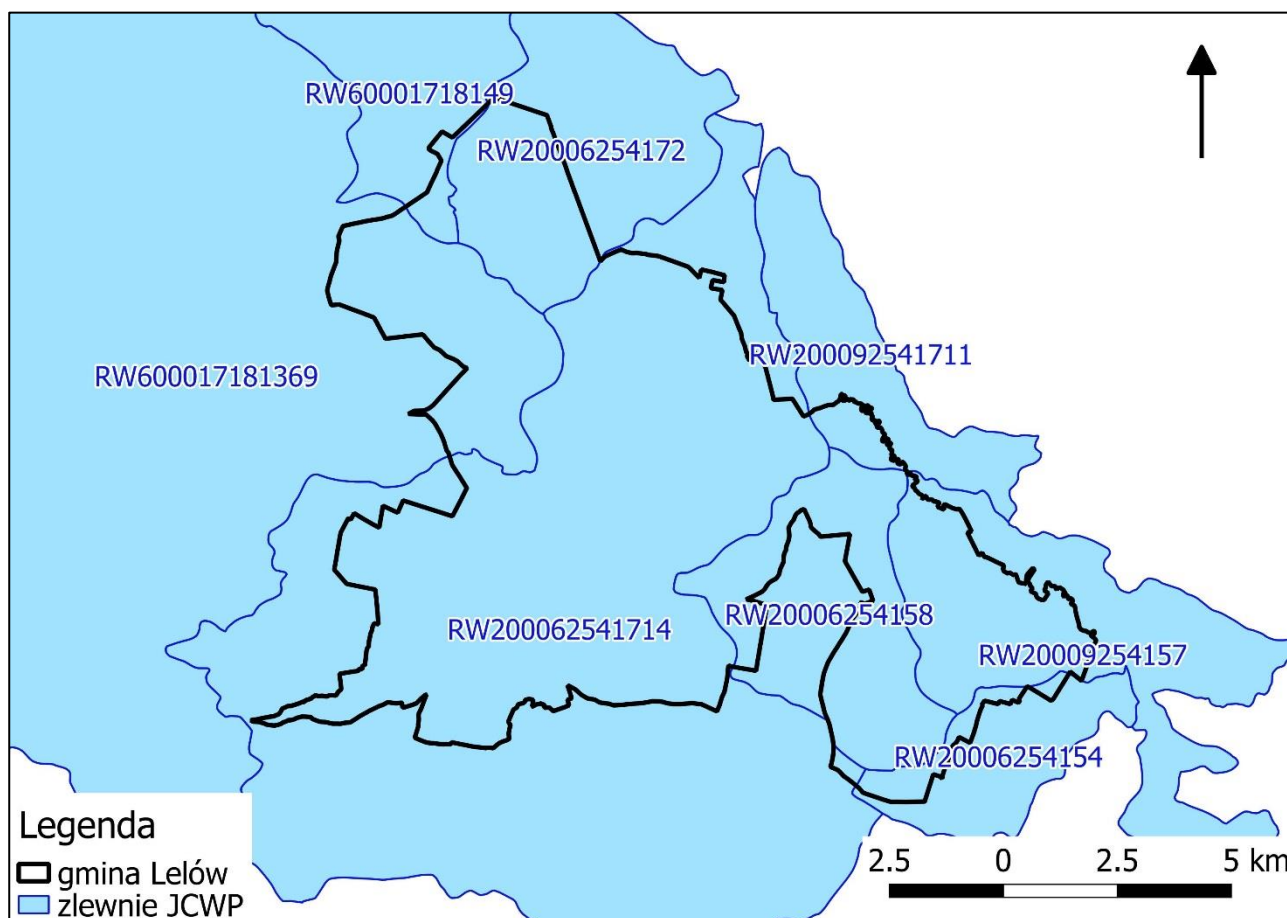 RW60001718149
RW20006254172
RW200092541711
RW600017181369
RW20006254158
RW200062541714
RW20009254157
RW20006254154
Legenda
gmina Lelów
zlewnie JCWP
2.5 0 2.5 5 km